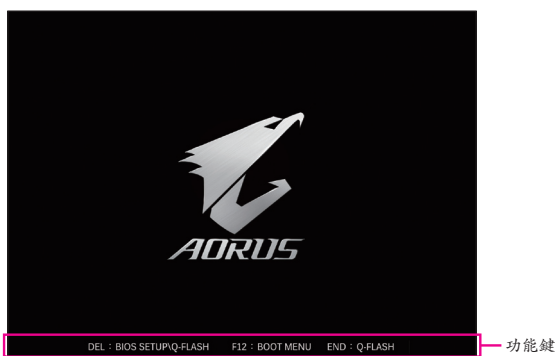 AORUS
DEL：BIOS SETUP\Q-FLASH F12：BOOT MENU END：Q-FLASH
功能鍵